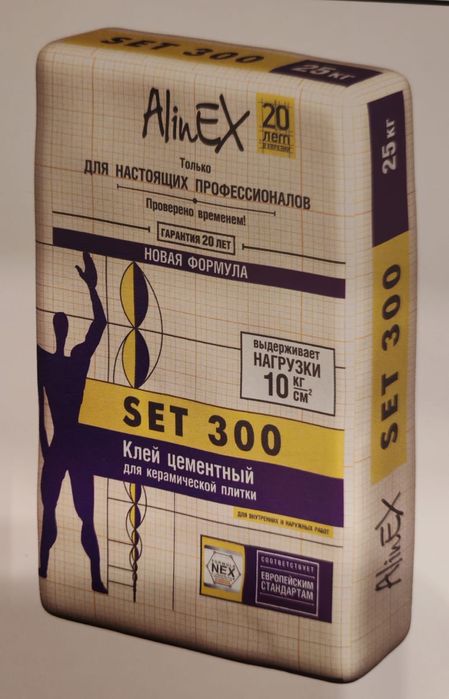 SET 300
25 кг
AlinEX
20
лет
В ЕВРАЗИИ
Только
ДЛЯ НАСТОЯЩИХ ПРОФЕССИОНАЛОВ
Проверено временем!
ГАРАНТИЯ 20 ЛЕТ
НОВАЯ ФОРМУЛА
выдерживает
НАГРУЗКИ
10 кг/см²
SET 300
Клей цементный
для керамической плитки
ДЛЯ ВНУТРЕННИХ И НАРУЖНЫХ РАБОТ
NEX
СООТВЕТСТВУЕТ
ЕВРОПЕЙСКИМ
СТАНДАРТАМ
25 кг
SET 300
AlinEX